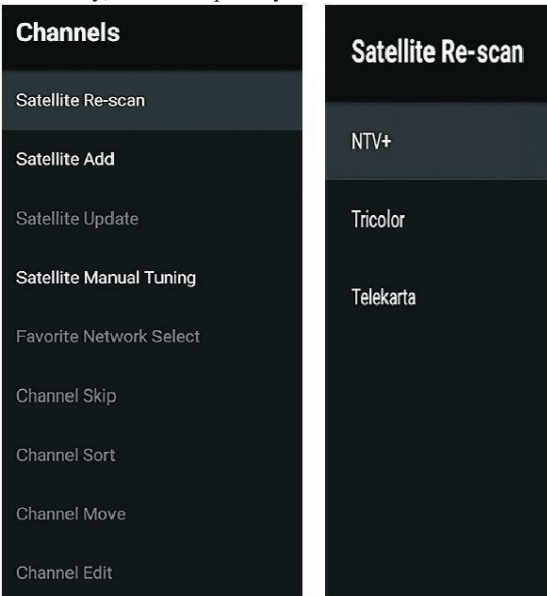 Channels
Satellite Re-scan
Satellite Add
Satellite Update
Satellite Manual Tuning
Favorite Network Select
Channel Skip
Channel Sort
Channel Move
Channel Edit
Satellite Re-scan
NTV+
Tricolor
Telekarta